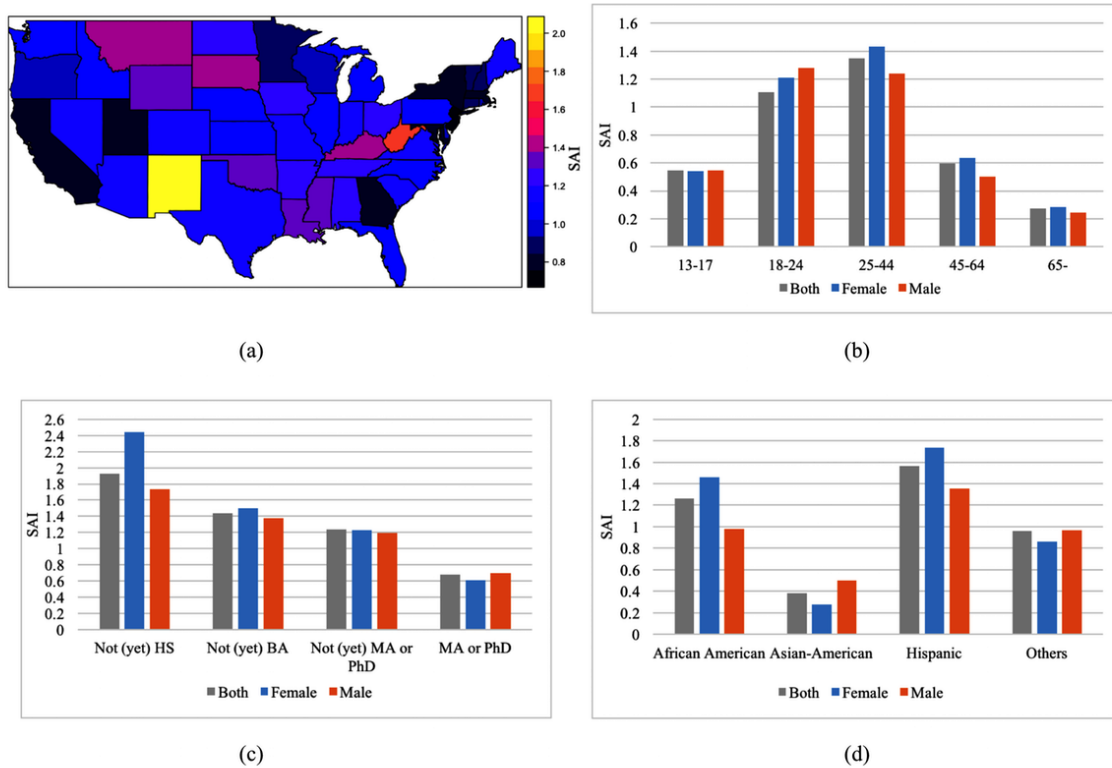 2.0
1.8
1.6
1.4
1.2
1.0
0.8
SAI
(a)
1.6
1.4
1.2
1
0.8
0.6
0.4
0.2
0
SAI
13-17 18-24 25-44 45-64 65-
Both Female Male
(b)
2.6
2.4
2.2
2
1.8
1.6
1.4
1.2
1
0.8
0.6
0.4
0.2
0
SAI
Not (yet) HS Not (yet) BA Not (yet) MA or MA or PhD
PhD
Both Female Male
(c)
2
1.8
1.6
1.4
1.2
1
0.8
0.6
0.4
0.2
0
SAI
African American Asian-American Hispanic Others
Both Female Male
(d)